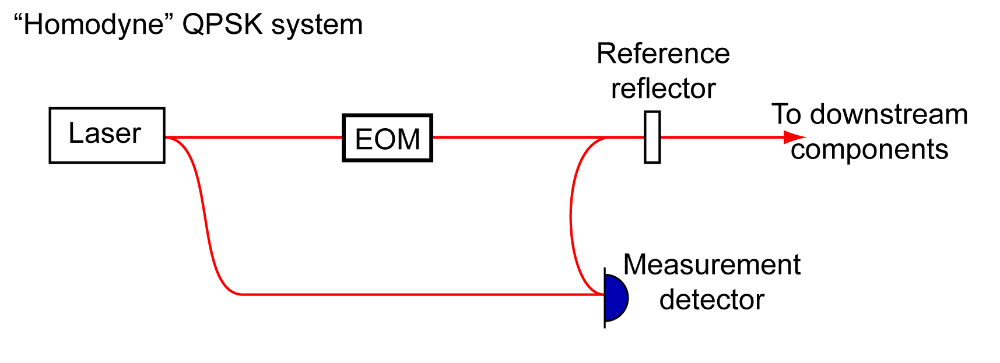 “Homodyne” QPSK system
Reference
reflector
Laser
EOM
To downstream
components
Measurement
detector